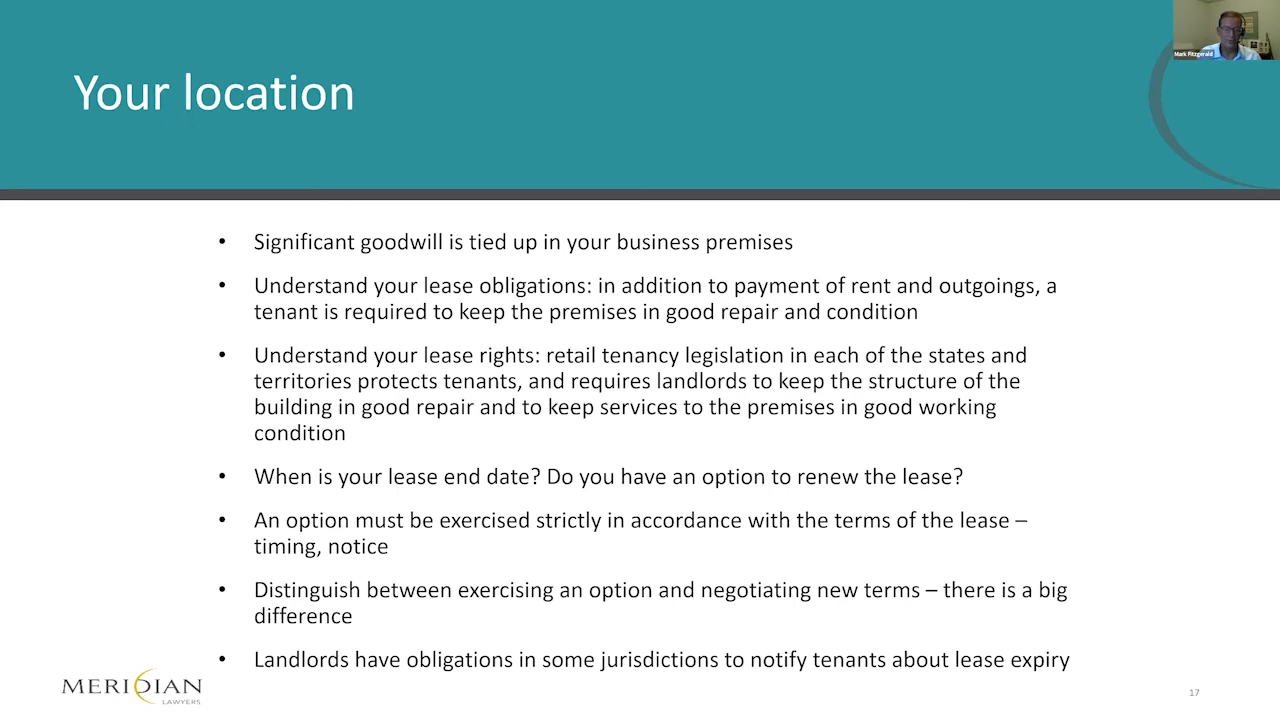 Mark Fitzgerald
Your location
• Significant goodwill is tied up in your business premises
• Understand your lease obligations: in addition to payment of rent and outgoings, a
tenant is required to keep the premises in good repair and condition
• Understand your lease rights: retail tenancy legislation in each of the states and
territories protects tenants, and requires landlords to keep the structure of the
building in good repair and to keep services to the premises in good working
condition
• When is your lease end date? Do you have an option to renew the lease?
• An option must be exercised strictly in accordance with the terms of the lease –
timing, notice
• Distinguish between exercising an option and negotiating new terms – there is a big
difference
• Landlords have obligations in some jurisdictions to notify tenants about lease expiry
MERIDIAN
LAWYERS
17